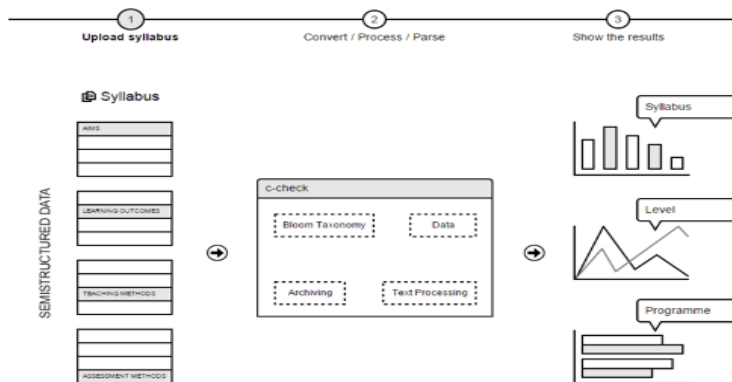 1
2
3
Upload syllabus
Convert / Process / Parse
Show the results
Syllabus
SEMISTRUCTURED DATA
AIMS
LEARNING OUTCOMES
TEACHING METHODS
ASSESSMENT METHODS
c-check
Bloom Taxonomy
Data
Archiving
Text Processing
Syllabus
Level
Programme